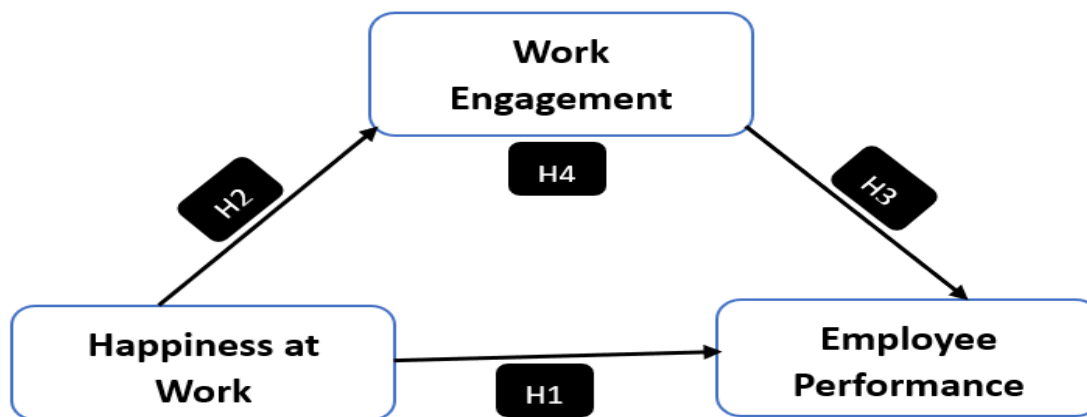 Work
Engagement
H4
H2
H3
Happiness at
Work
H1
Employee
Performance